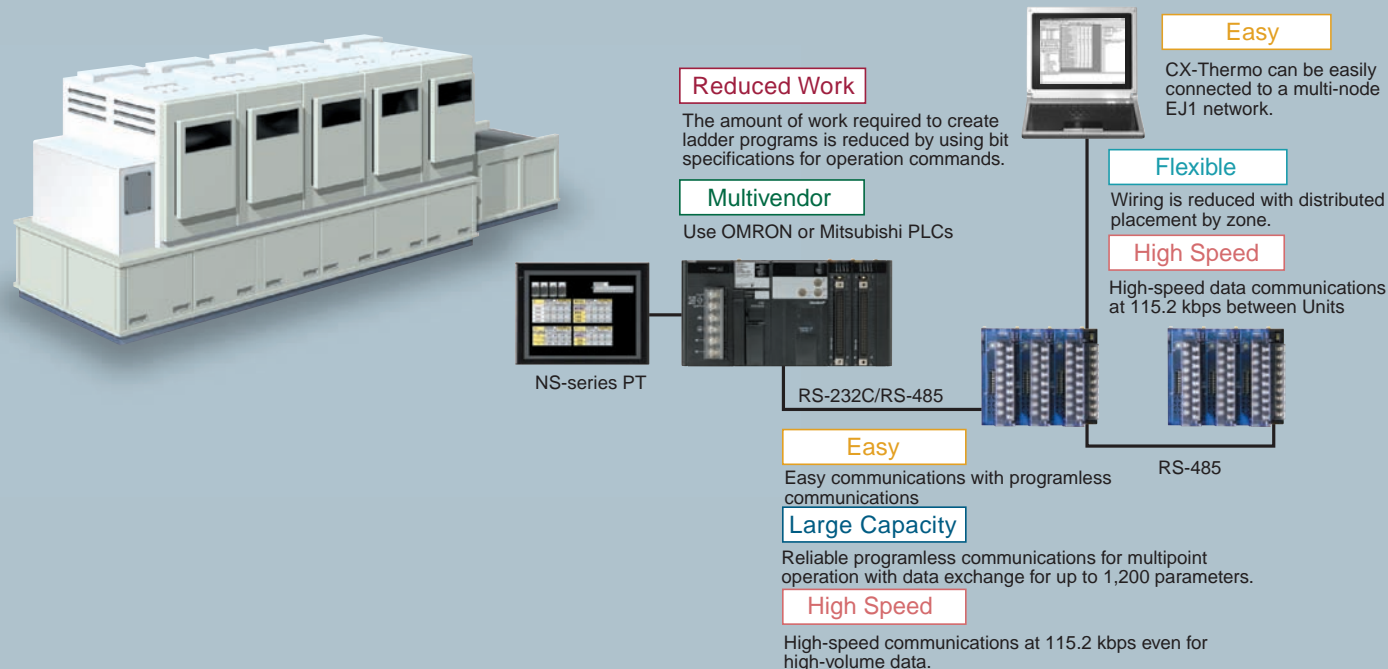 Easy
CX-Thermo can be easily
connected to a multi-node
EJ1 network.
Reduced Work
The amount of work required to create
ladder programs is reduced by using bit
specifications for operation commands.
Multivendor
Use OMRON or Mitsubishi PLCs
Flexible
Wiring is reduced with distributed
placement by zone.
High Speed
High-speed data communications
at 115.2 kbps between Units
NS-series PT
RS-232C/RS-485
RS-485
Easy
Easy communications with programless
communications
Large Capacity
Reliable programless communications for multipoint
operation with data exchange for up to 1,200 parameters.
High Speed
High-speed communications at 115.2 kbps even for
high-volume data.